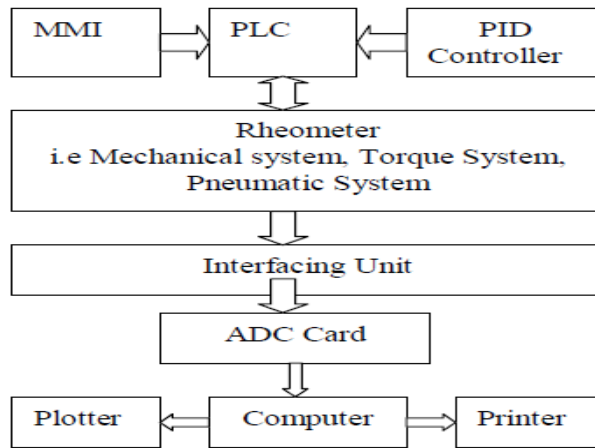 MMI
PLC
PID
Controller
Rheometer
i.e Mechanical system, Torque System,
Pneumatic System
Interfacing Unit
ADC Card
Plotter
Computer
Printer